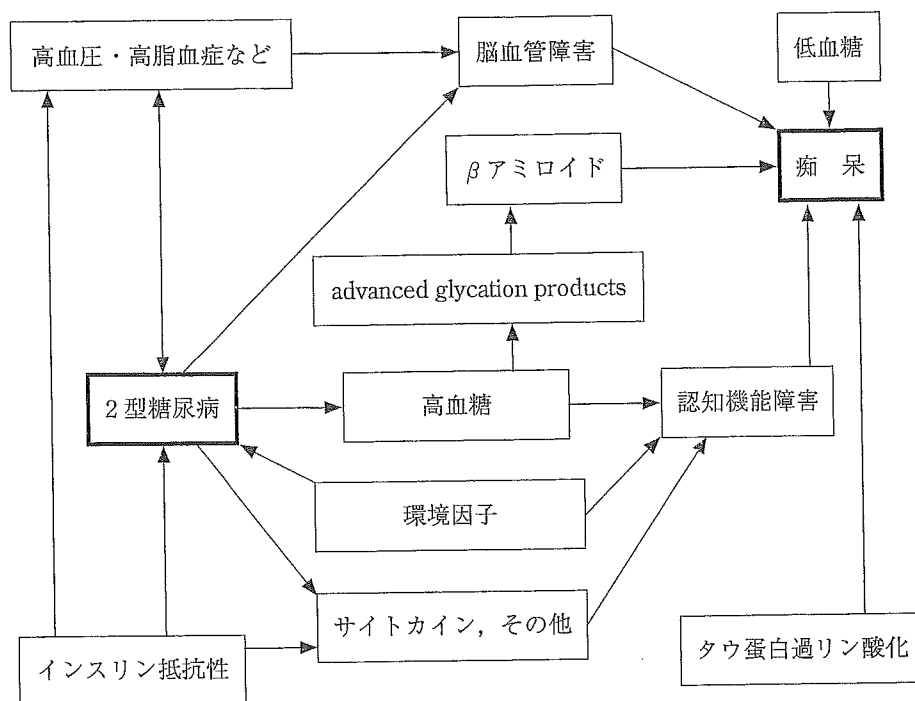 高血圧・高脂血症など
脳血管障害
低血糖
βアミロイド
痴 呆
advanced glycation products
2型糖尿病
高血糖
認知機能障害
環境因子
サイトカイン，その他
インスリン抵抗性
タウ蛋白過リン酸化